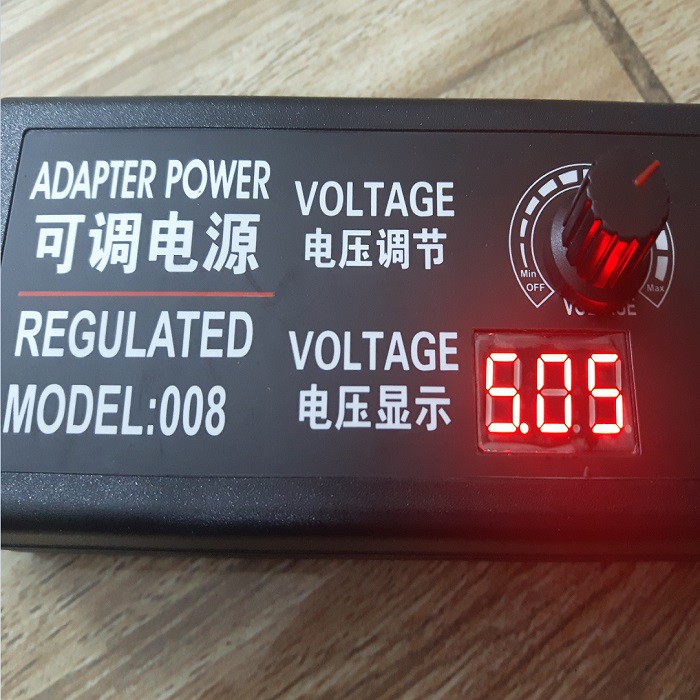 ADAPTER POWER
可调电源
REGULATED
MODEL:008
VOLTAGE
电压调节
Min
OFF
Max
VOLTAGE
VOLTAGE
电压显示
5.05